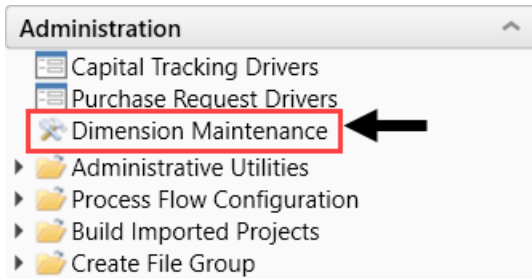 Administration
Capital Tracking Drivers
Purchase Request Drivers
Dimension Maintenance
Administrative Utilities
Process Flow Configuration
Build Imported Projects
Create File Group